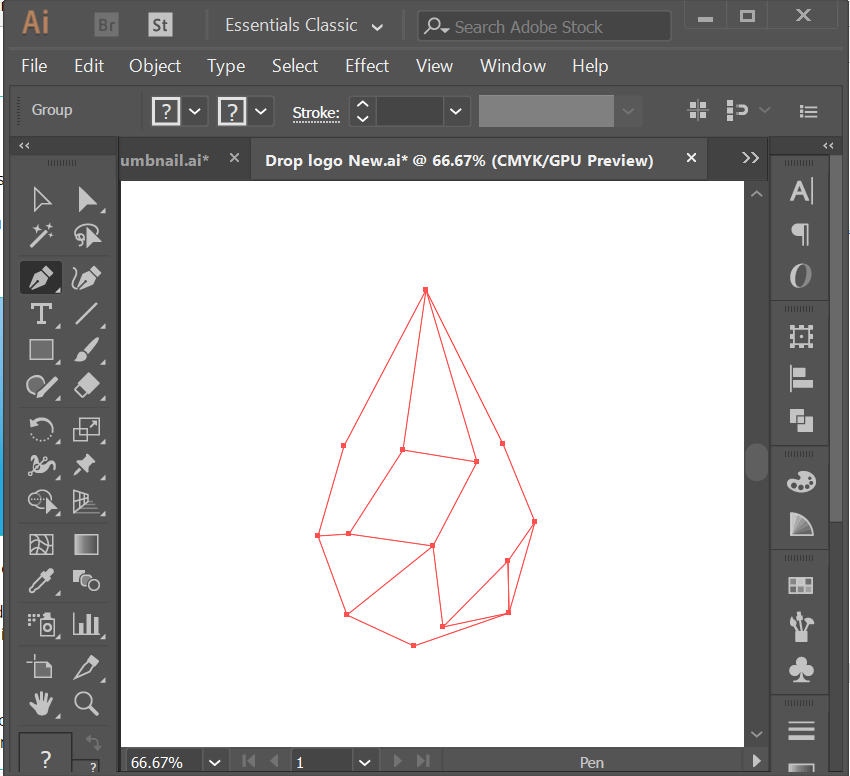 Ai Br St Essentials Classic Search Adobe Stock
File Edit Object Type Select Effect View Window Help
Group ? ? Stroke:
umbnail.ai* × Drop logo New.ai* @ 66.67% (CMYK/GPU Preview) ×
? ?
66.67% 1 Pen